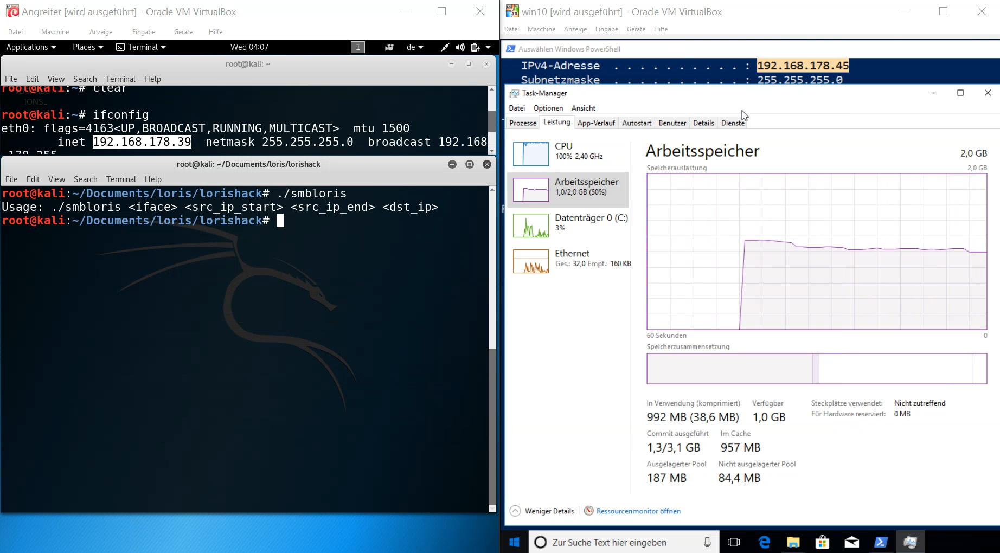 Angreifer [wird ausgeführt] - Oracle VM VirtualBox
Datei Maschine Anzeige Eingabe Geräte Hilfe
Applications Places Terminal Wed 04:07 1 de
root@kali: ~
File Edit View Search Terminal Help
root@kali:~# clear
IONS_
root@kali:~# ifconfig
eth0: flags=4163<UP,BROADCAST,RUNNING,MULTICAST> mtu 1500
inet 192.168.178.39 netmask 255.255.255.0 broadcast 192.168
.178.255
root@kali: ~/Documents/loris/lorishack
File Edit View Search Terminal Help
root@kali:~/Documents/loris/lorishack# ./smbloris
Usage: ./smbloris <iface> <src_ip_start> <src_ip_end> <dst_ip>
root@kali:~/Documents/loris/lorishack#
win10 [wird ausgeführt] - Oracle VM VirtualBox
Datei Maschine Anzeige Eingabe Geräte Hilfe
Auswählen Windows PowerShell
IPv4-Adresse . . . . . . . . . . : 192.168.178.45
Subnetzmaske . . . . . . . . . . : 255.255.255.0
Task-Manager
Datei Optionen Ansicht
Prozesse Leistung App-Verlauf Autostart Benutzer Details Dienste
CPU
100% 2,40 GHz
Arbeitsspeicher
1,0/2,0 GB (50%)
Datenträger 0 (C:)
3%
Ethernet
Ges.: 32,0 Empf.: 160 KB
Arbeitsspeicher 2,0 GB
Speicherauslastung 2,0 GB
60 Sekunden 0
Speicherzusammensetzung
In Verwendung (komprimiert) Verfügbar Steckplätze verwendet: Nicht zutreffend
992 MB (38,6 MB) 1,0 GB Für Hardware reserviert: 0 MB
Commit ausgeführt Im Cache
1,3/3,1 GB 957 MB
Ausgelagerter Pool Nicht ausgelagerter Pool
187 MB 84,4 MB
Weniger Details Ressourcenmonitor öffnen
Zur Suche Text hier eingeben